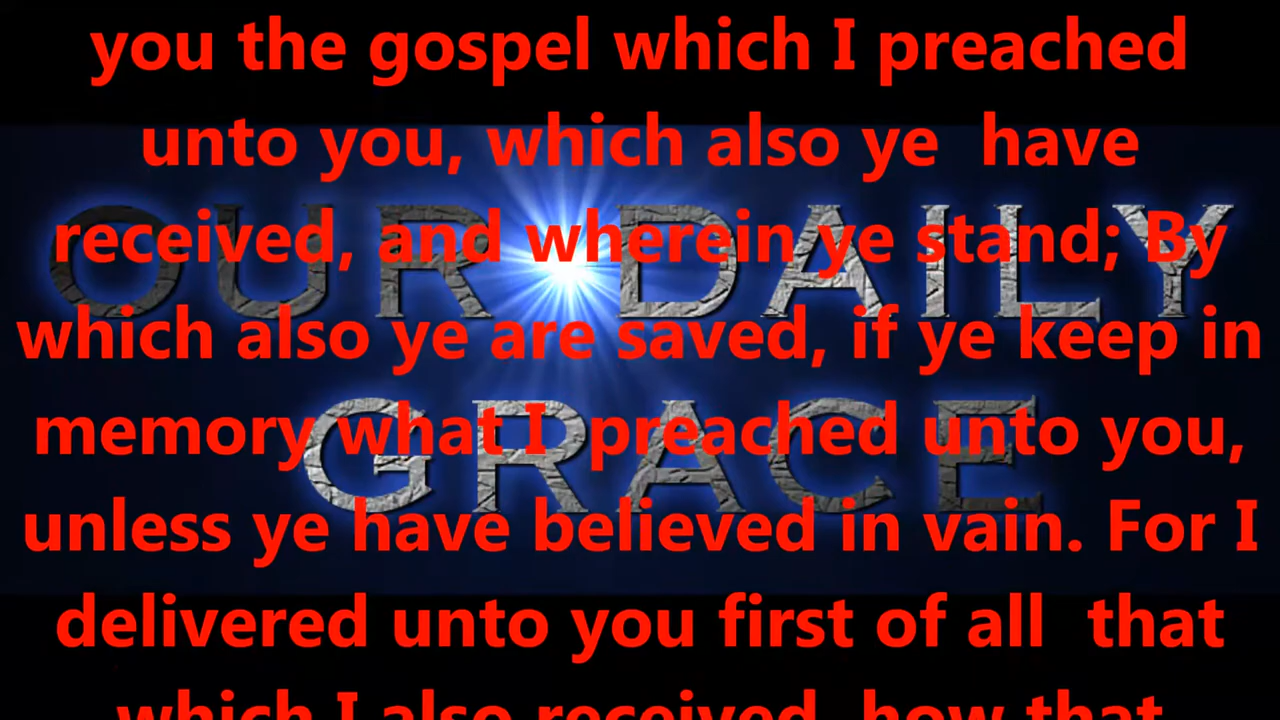 you the gospel which I preached
unto you, which also ye  have
received, and wherein ye stand; By
which also ye are saved, if ye keep in
memory what I  preached unto you,
unless ye have believed in vain. For I
delivered unto you first of all  that
which I also received, how that
OUR DAILY
GRACE